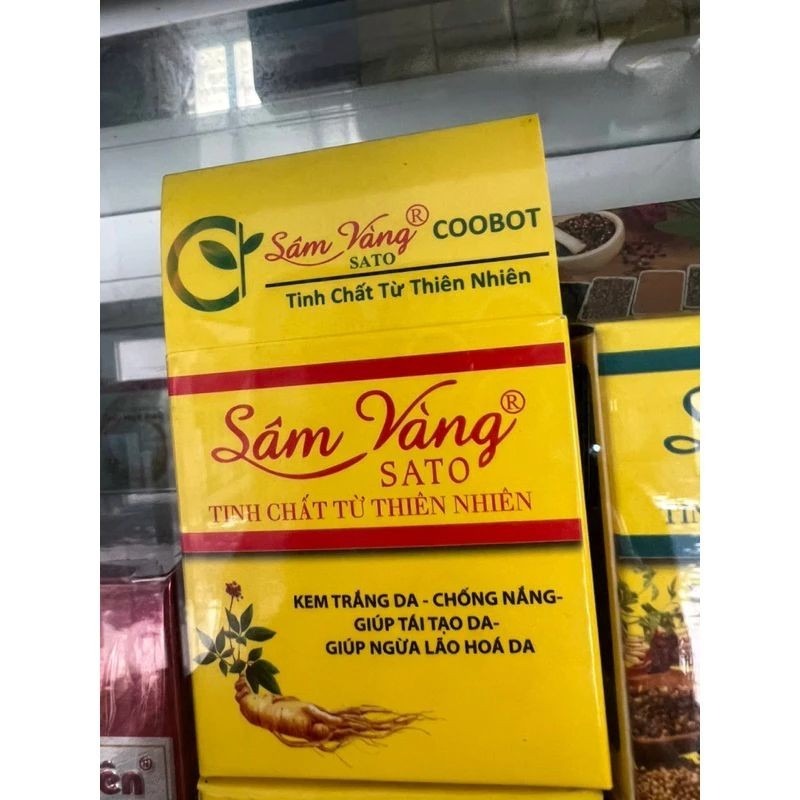 Sâm Vàng® COOBOT
SATO
Tinh Chất Từ Thiên Nhiên
Sâm Vàng®
SATO
TINH CHẤT TỪ THIÊN NHIÊN
KEM TRẮNG DA - CHỐNG NẮNG-
GIÚP TÁI TẠO DA-
GIÚP NGỪA LÃO HOÁ DA